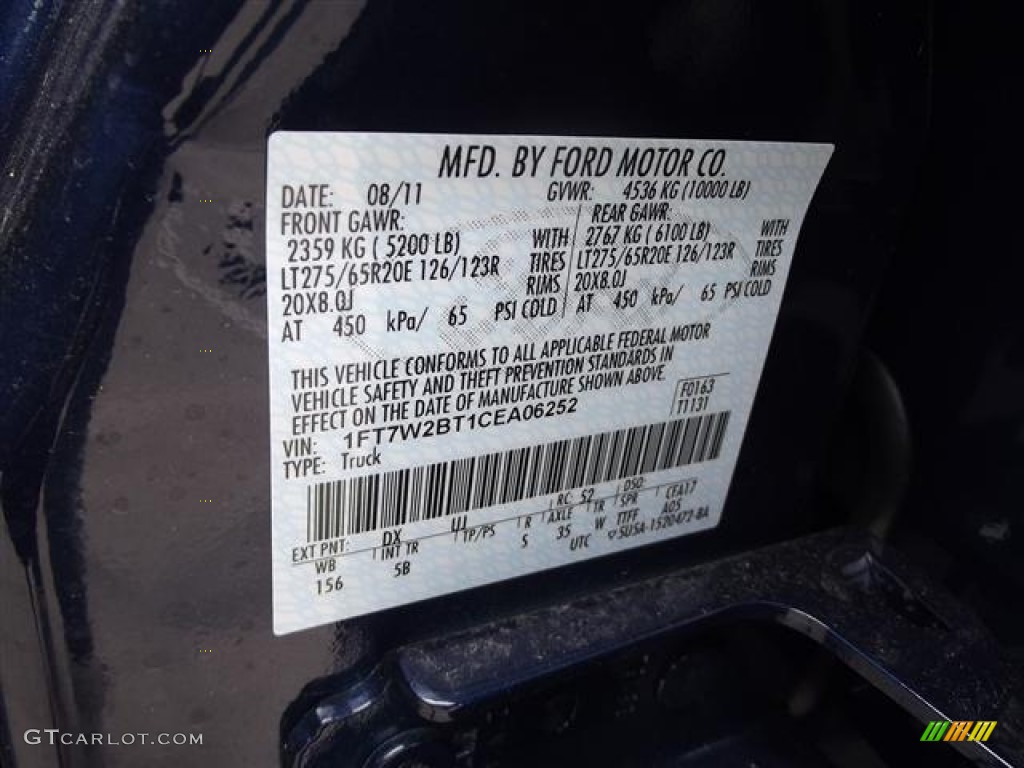 MFD. BY FORD MOTOR CO.
DATE: 08/11 GVWR: 4536 KG (10000 LB)
FRONT GAWR: REAR GAWR:
2359 KG ( 5200 LB) WITH 2767 KG ( 6100 LB) WITH
LT275/65R20E 126/123R TIRES LT275/65R20E 126/123R TIRES
20X8.0J RIMS 20X8.0J RIMS
AT 450 kPa/ 65 PSI COLD AT 450 kPa/ 65 PSI COLD
THIS VEHICLE CONFORMS TO ALL APPLICABLE FEDERAL MOTOR
VEHICLE SAFETY AND THEFT PREVENTION STANDARDS IN
EFFECT ON THE DATE OF MANUFACTURE SHOWN ABOVE.
VIN: 1FT7W2BT1CEA06252 F0163
TYPE: Truck T1131
EXT PNT: DX UJ RC: 52 DSO:
WB INT TR TP/PS R AXLE TR SPR CEA17
156 5B S 35 W TTFF A05
UTC ▽5U5A-1520472-BA
GTCARLOT.COM